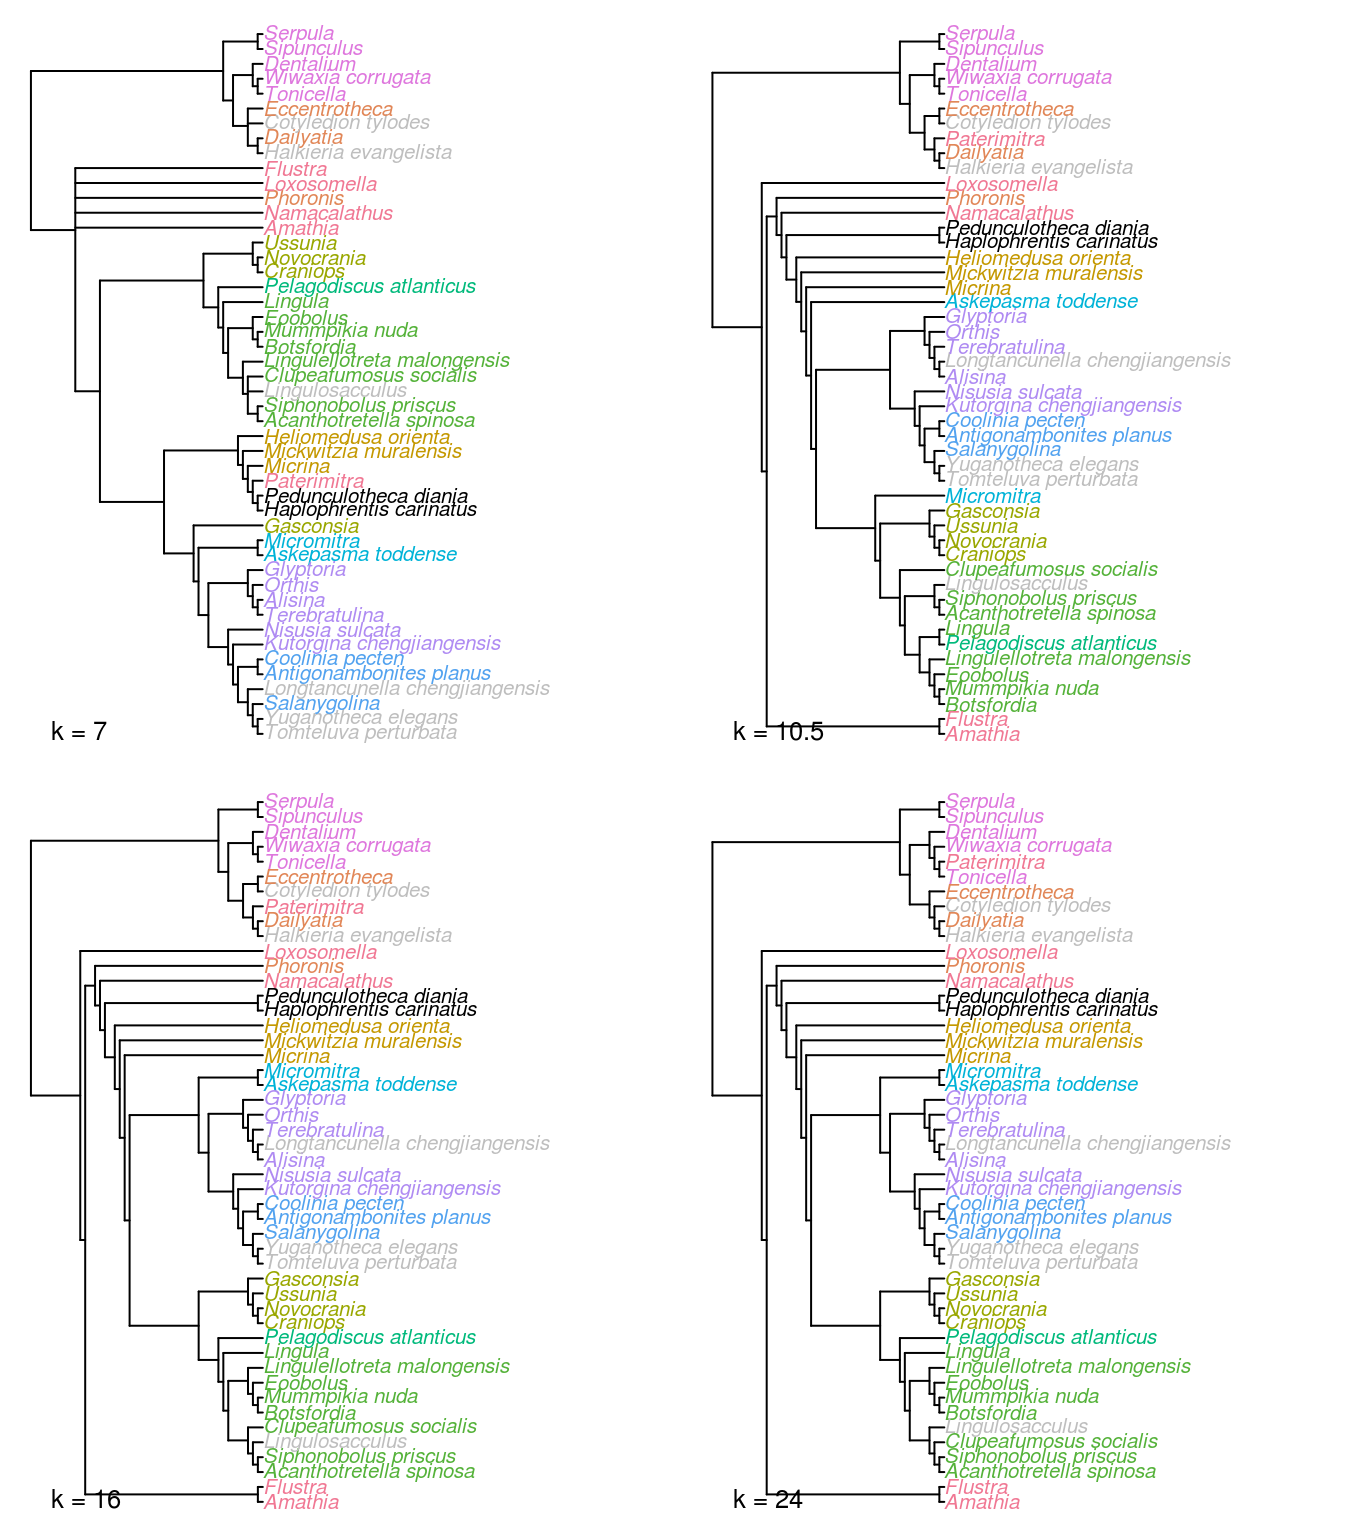 Serpula
Sipunculus
Dentalium
Wiwaxia corrugata
Tonicella
Eccentrotheca
Cotyledion tylodes
Dailyatia
Halkieria evangelista
Flustra
Loxosomella
Phoronis
Namacalathus
Amathia
Ussunia
Novocrania
Craniops
Pelagodiscus atlanticus
Lingula
Eoobolus
Mummpikia nuda
Botsfordia
Lingulellotreta malongensis
Clupeafumosus socialis
Lingulosacculus
Siphonobolus priscus
Acanthotretella spinosa
Heliomedusa orienta
Mickwitzia muralensis
Micrina
Paterimitra
Pedunculotheca diania
Haplophrentis carinatus
Gasconsia
Micromitra
Askepasma toddense
Glyptoria
Orthis
Alisina
Terebratulina
Nisusia sulcata
Kutorgina chengjiangensis
Coolinia pecten
Antigonambonites planus
Longtancunella chengjiangensis
Salanygolina
Yuganotheca elegans
Tomteluva perturbata
k = 7
Serpula
Sipunculus
Dentalium
Wiwaxia corrugata
Tonicella
Eccentrotheca
Cotyledion tylodes
Paterimitra
Dailyatia
Halkieria evangelista
Loxosomella
Phoronis
Namacalathus
Pedunculotheca diania
Haplophrentis carinatus
Heliomedusa orienta
Mickwitzia muralensis
Micrina
Askepasma toddense
Glyptoria
Orthis
Terebratulina
Longtancunella chengjiangensis
Alisina
Nisusia sulcata
Kutorgina chengjiangensis
Coolinia pecten
Antigonambonites planus
Salanygolina
Yuganotheca elegans
Tomteluva perturbata
Micromitra
Gasconsia
Ussunia
Novocrania
Craniops
Clupeafumosus socialis
Lingulosacculus
Siphonobolus priscus
Acanthotretella spinosa
Lingula
Pelagodiscus atlanticus
Lingulellotreta malongensis
Eoobolus
Mummpikia nuda
Botsfordia
Flustra
Amathia
k = 10.5
Serpula
Sipunculus
Dentalium
Wiwaxia corrugata
Tonicella
Eccentrotheca
Cotyledion tylodes
Paterimitra
Dailyatia
Halkieria evangelista
Loxosomella
Phoronis
Namacalathus
Pedunculotheca diania
Haplophrentis carinatus
Heliomedusa orienta
Mickwitzia muralensis
Micrina
Micromitra
Askepasma toddense
Glyptoria
Orthis
Terebratulina
Longtancunella chengjiangensis
Alisina
Nisusia sulcata
Kutorgina chengjiangensis
Coolinia pecten
Antigonambonites planus
Salanygolina
Yuganotheca elegans
Tomteluva perturbata
Gasconsia
Ussunia
Novocrania
Craniops
Pelagodiscus atlanticus
Lingula
Lingulellotreta malongensis
Eoobolus
Mummpikia nuda
Botsfordia
Clupeafumosus socialis
Lingulosacculus
Siphonobolus priscus
Acanthotretella spinosa
Flustra
Amathia
k = 16
Serpula
Sipunculus
Dentalium
Wiwaxia corrugata
Paterimitra
Tonicella
Eccentrotheca
Cotyledion tylodes
Dailyatia
Halkieria evangelista
Loxosomella
Phoronis
Namacalathus
Pedunculotheca diania
Haplophrentis carinatus
Heliomedusa orienta
Mickwitzia muralensis
Micrina
Micromitra
Askepasma toddense
Glyptoria
Orthis
Terebratulina
Longtancunella chengjiangensis
Alisina
Nisusia sulcata
Kutorgina chengjiangensis
Coolinia pecten
Antigonambonites planus
Salanygolina
Yuganotheca elegans
Tomteluva perturbata
Gasconsia
Ussunia
Novocrania
Craniops
Pelagodiscus atlanticus
Lingula
Lingulellotreta malongensis
Eoobolus
Mummpikia nuda
Botsfordia
Lingulosacculus
Clupeafumosus socialis
Siphonobolus priscus
Acanthotretella spinosa
Flustra
Amathia
k = 24